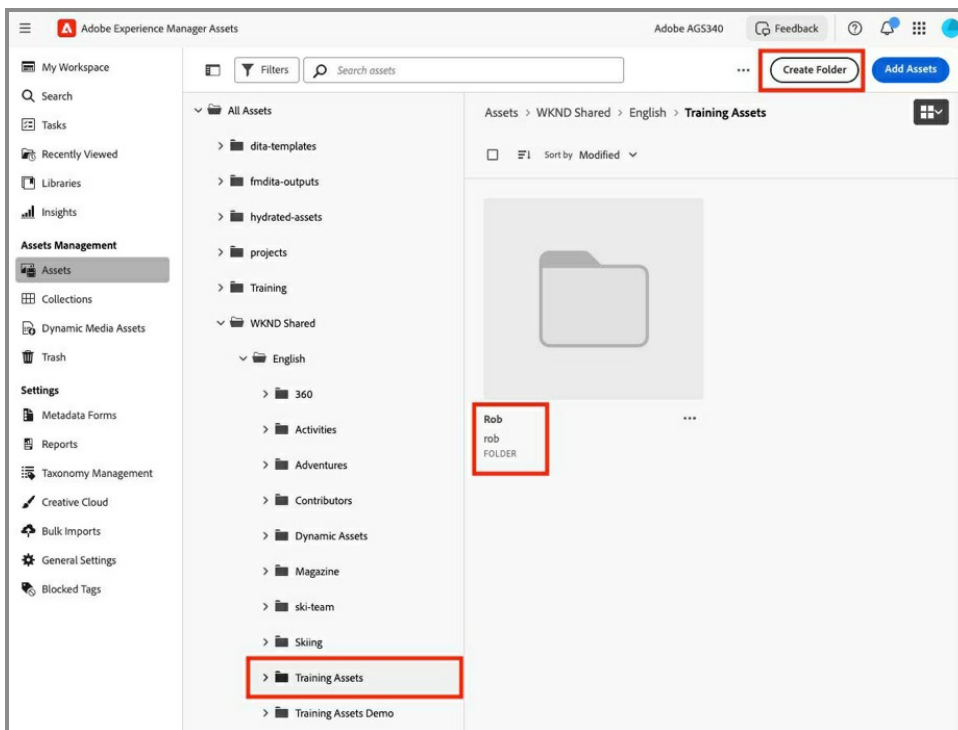 Adobe Experience Manager Assets
Adobe AGS340
Feedback
My Workspace
Search
Tasks
Recently Viewed
Libraries
Insights
Assets Management
Assets
Collections
Dynamic Media Assets
Trash
Settings
Metadata Forms
Reports
Taxonomy Management
Creative Cloud
Bulk Imports
General Settings
Blocked Tags
Filters
Search assets
Create Folder
Add Assets
All Assets
dita-templates
fmdita-outputs
hydrated-assets
projects
Training
WKND Shared
English
360
Activities
Adventures
Contributors
Dynamic Assets
Magazine
ski-team
Skiing
Training Assets
Training Assets Demo
Assets > WKND Shared > English > Training Assets
Sort by Modified
Rob
rob
FOLDER